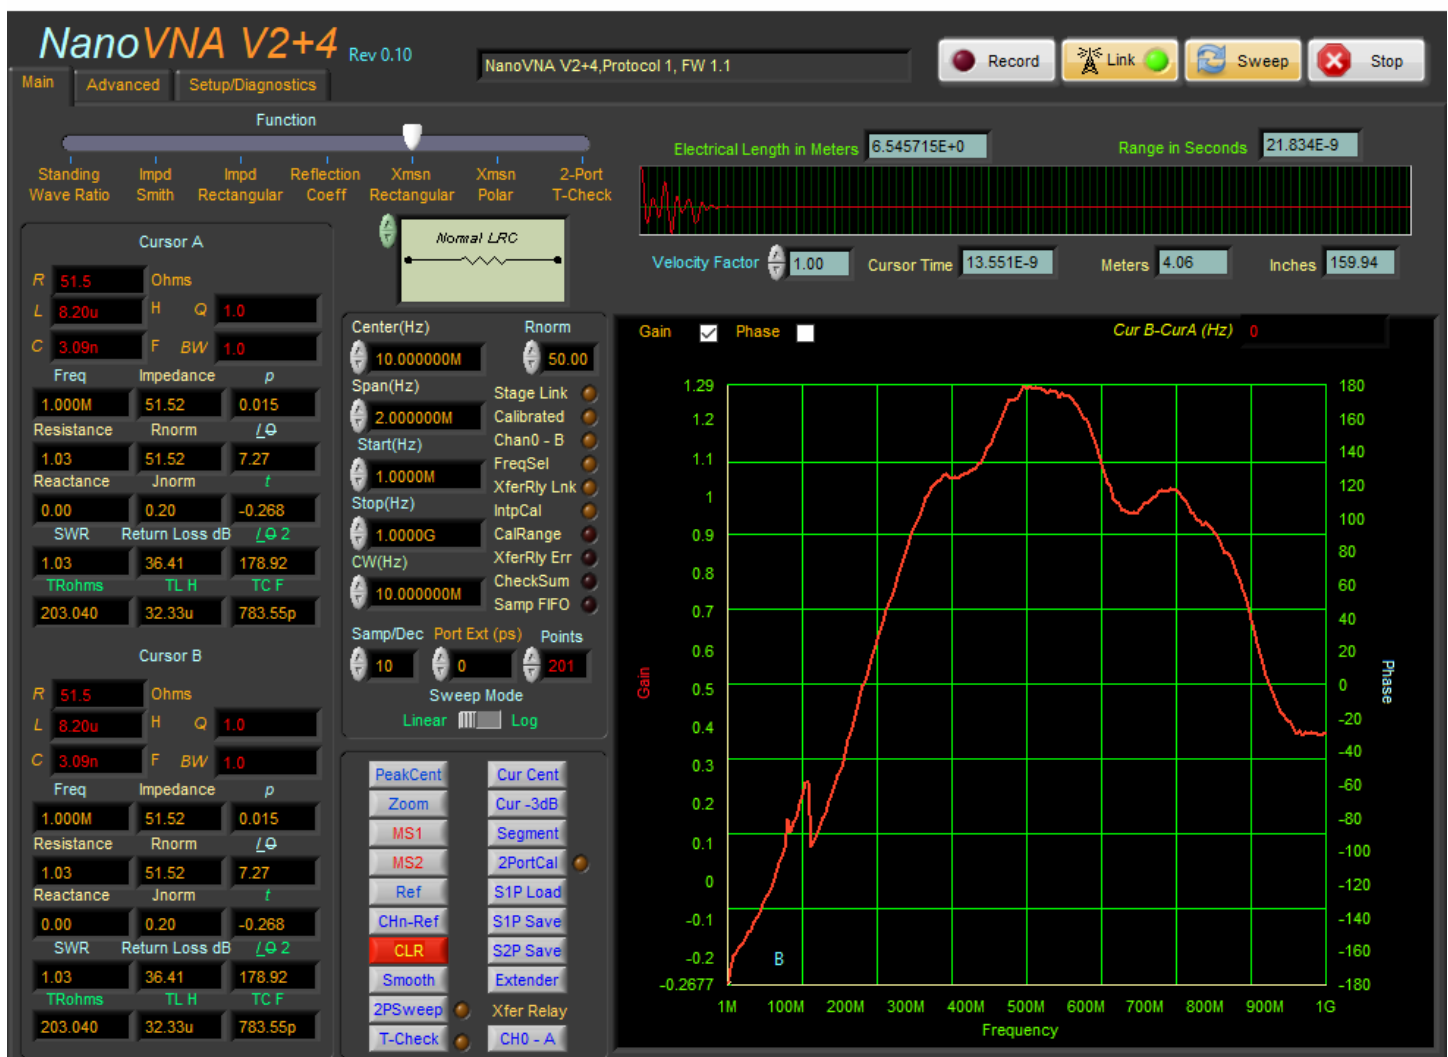 NanoVNA V2+4 Rev 0.10
NanoVNA V2+4,Protocol 1, FW 1.1
Record
Link
Sweep
Stop
Main
Advanced
Setup/Diagnostics
Function
Standing Wave Ratio
Impd Smith
Impd Rectangular
Reflection Coeff
Xmsn Rectangular
Xmsn Polar
2-Port T-Check
Electrical Length in Meters 6.545715E+0
Range in Seconds 21.834E-9
Velocity Factor 1.00
Cursor Time 13.551E-9
Meters 4.06
Inches 159.94
Normal LRC
Cursor A
R 51.5 Ohms
L 8.20u H Q 1.0
C 3.09n F BW 1.0
Freq Impedance p
1.000M 51.52 0.015
Resistance Rnorm /Θ
1.03 51.52 7.27
Reactance Jnorm t
0.00 0.20 -0.268
SWR Return Loss dB /Θ 2
1.03 36.41 178.92
TRohms TL H TC F
203.040 32.33u 783.55p
Cursor B
R 51.5 Ohms
L 8.20u H Q 1.0
C 3.09n F BW 1.0
Freq Impedance p
1.000M 51.52 0.015
Resistance Rnorm /Θ
1.03 51.52 7.27
Reactance Jnorm t
0.00 0.20 -0.268
SWR Return Loss dB /Θ 2
1.03 36.41 178.92
TRohms TL H TC F
203.040 32.33u 783.55p
Center(Hz)
10.000000M
Rnorm
50.00
Span(Hz)
2.000000M
Start(Hz)
1.0000M
Stop(Hz)
1.0000G
CW(Hz)
10.000000M
Stage Link
Calibrated
Chan0 - B
FreqSel
XferRly Lnk
IntpCal
CalRange
XferRly Err
CheckSum
Samp FIFO
Samp/Dec Port Ext (ps) Points
10 0 201
Sweep Mode
Linear Log
PeakCent Cur Cent
Zoom Cur -3dB
MS1 Segment
MS2 2PortCal
Ref S1P Load
CHn-Ref S1P Save
CLR S2P Save
Smooth Extender
2PSweep Xfer Relay
T-Check CH0 - A
Gain Phase
Cur B-CurA (Hz) 0
1.29
1.2
1.1
1
0.9
0.8
0.7
0.6
0.5
0.4
0.3
0.2
0.1
0
-0.1
-0.2
-0.2677
Gain
B
180
160
140
120
100
80
60
40
20
0
-20
-40
-60
-80
-100
-120
-140
-160
-180
Phase
1M 100M 200M 300M 400M 500M 600M 700M 800M 900M 1G
Frequency